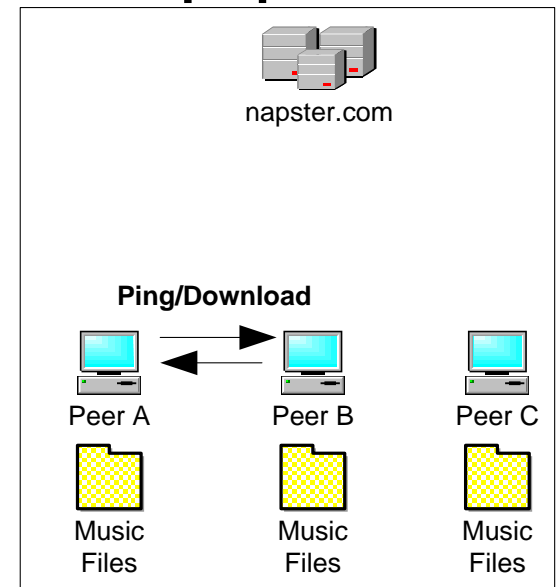 napster.com
Ping/Download
Peer A Peer B Peer C
Music Music Music
Files Files Files